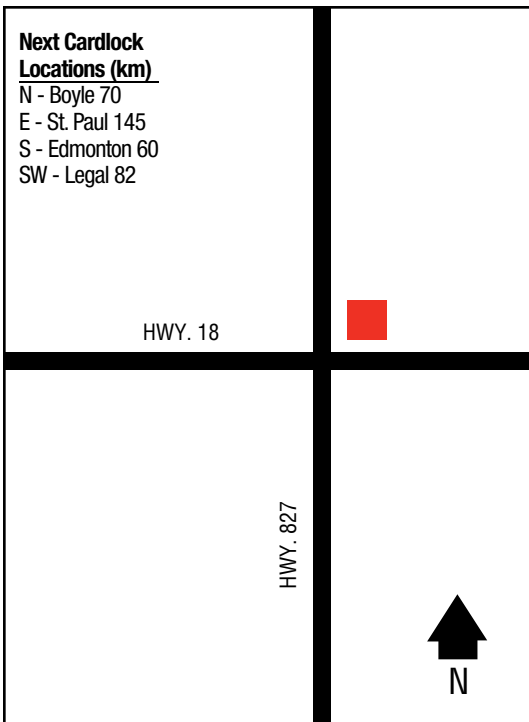 Next Cardlock
Locations (km)
N - Boyle 70
E - St. Paul 145
S - Edmonton 60
SW - Legal 82
HWY. 18
HWY. 827
N